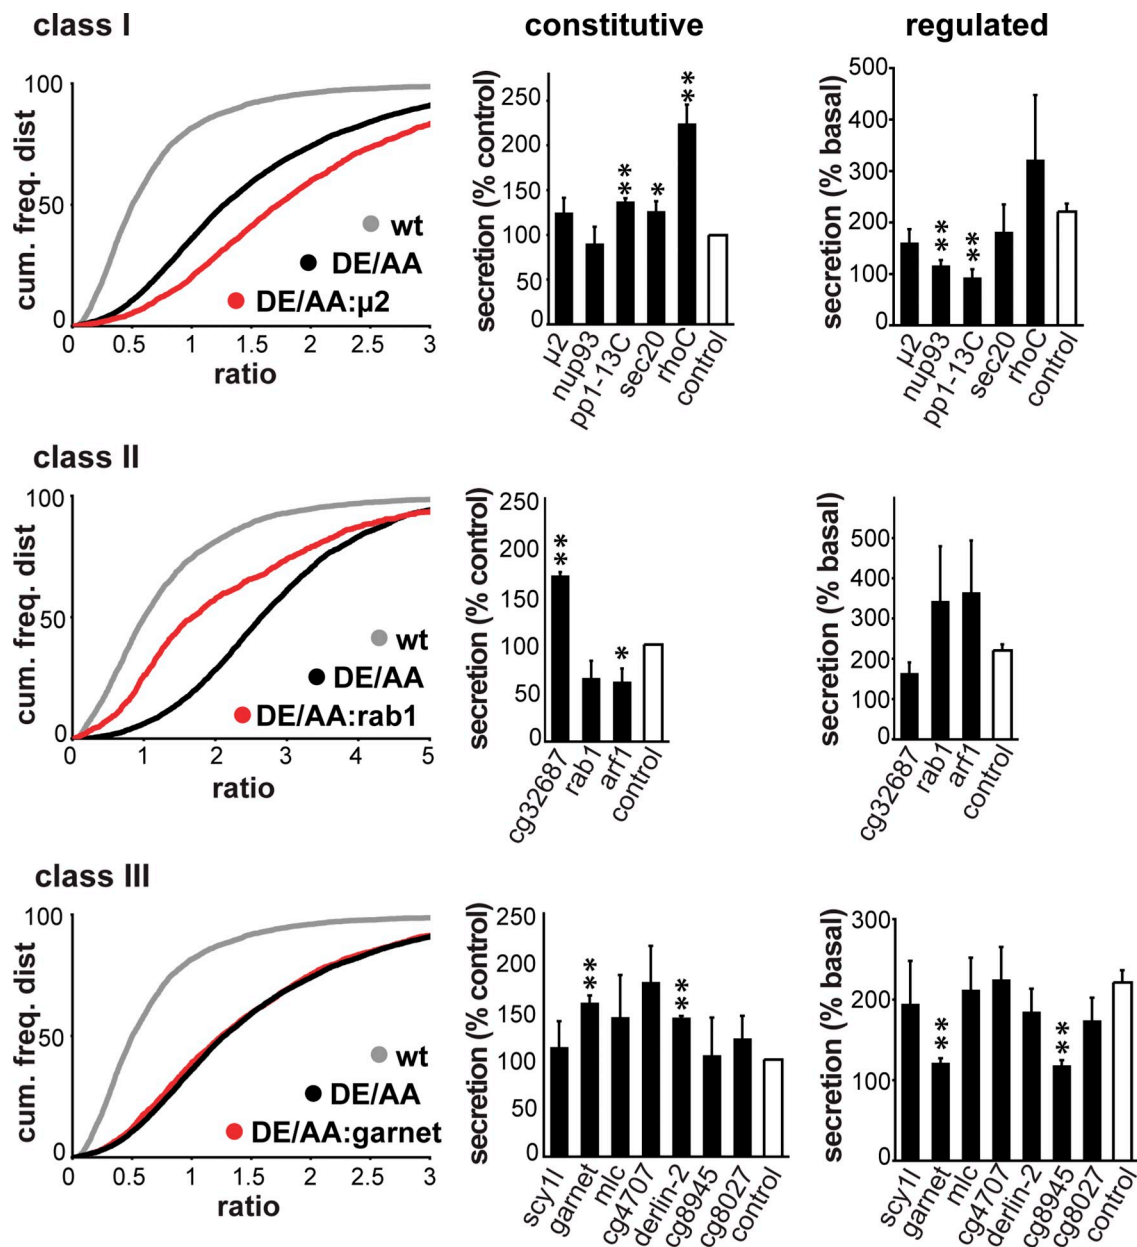 class I
constitutive
regulated
cum. freq. dist
100
50
0
wt
DE/AA
DE/AA:µ2
0 0.5 1 1.5 2 2.5 3
ratio
secretion (% control)
250
200
150
100
50
0
** * **
µ2 nup93 pp1-13C sec20 rhoC control
secretion (% basal)
500
400
300
200
100
0
** **
µ2 nup93 pp1-13C sec20 rhoC control
class II
cum. freq. dist
100
50
0
wt
DE/AA
DE/AA:rab1
0 1 2 3 4 5
ratio
secretion (% control)
250
200
150
100
50
0
** *
cg32687 rab1 arf1 control
secretion (% basal)
500
400
300
200
100
0
cg32687 rab1 arf1 control
class III
cum. freq. dist
100
50
0
wt
DE/AA
DE/AA:garnet
0 0.5 1 1.5 2 2.5 3
ratio
secretion (% control)
250
200
150
100
50
0
** **
scy1l garnet mlc cg4707 derlin-2 cg8945 cg8027 control
secretion (% basal)
300
200
100
0
** **
scy1l garnet mlc cg4707 derlin-2 cg8945 cg8027 control